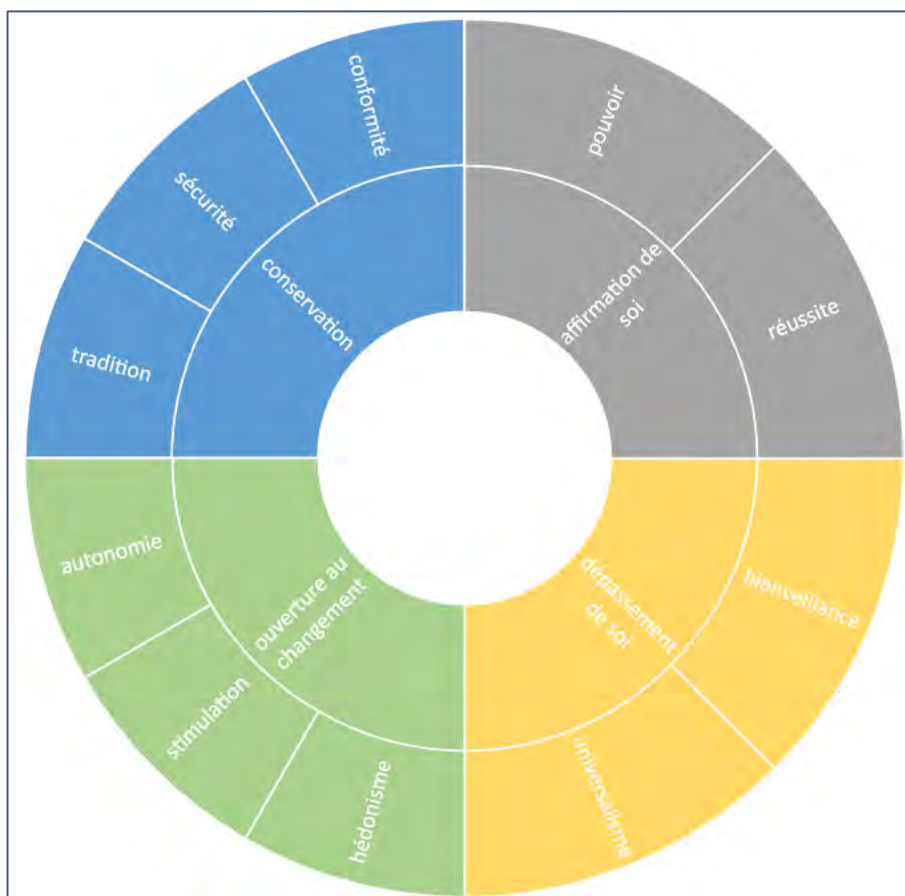 conformité
pouvoir
sécurité
conservation
affirmation de
soi
réussite
tradition
autonomie
ouverture au
changement
dépassement
de soi
bienveillance
stimulation
hédonisme
universalisme